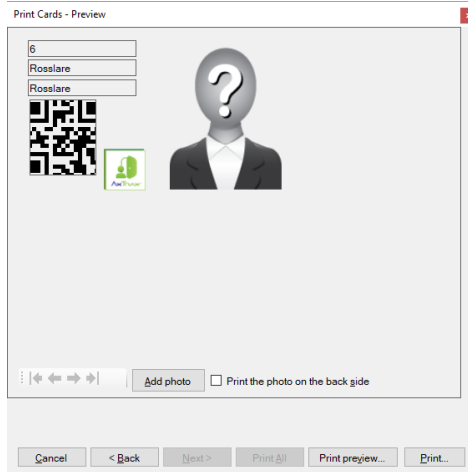 Print Cards - Preview
x
6
Rosslare
Rosslare
?
AxTraxNG
Add photo
Print the photo on the back side
Cancel
< Back
Next >
Print All
Print preview...
Print...